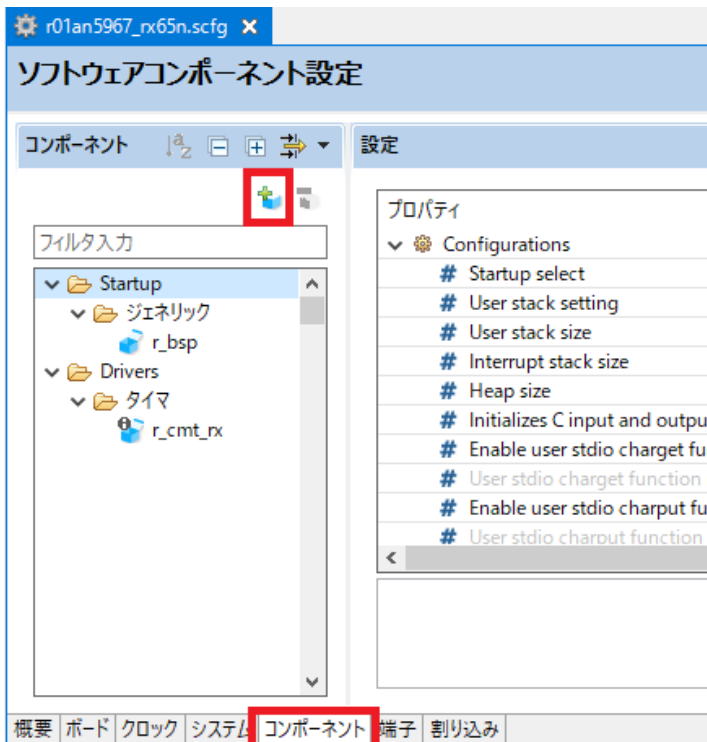 r01an5967_rx65n.scfg
ソフトウェアコンポーネント設定
コンポーネント
設定
フィルタ入力
Startup
ジェネリック
r_bsp
Drivers
タイマ
r_cmt_rx
プロパティ
Configurations
# Startup select
# User stack setting
# User stack size
# Interrupt stack size
# Heap size
# Initializes C input and outpu
# Enable user stdio charget fu
# User stdio charget function
# Enable user stdio charput fu
# User stdio charput function
概要 ボード クロック システム コンポーネント 端子 割り込み